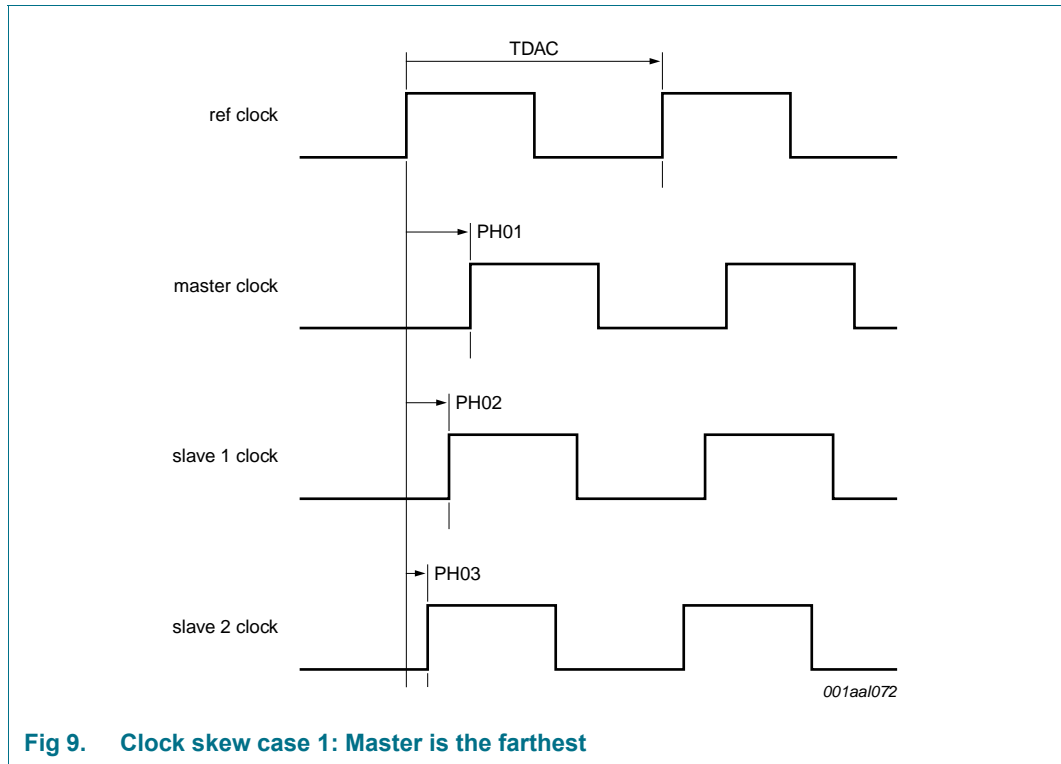 TDAC
ref clock
PH01
master clock
PH02
slave 1 clock
PH03
slave 2 clock
001aal072
Fig 9. Clock skew case 1: Master is the farthest